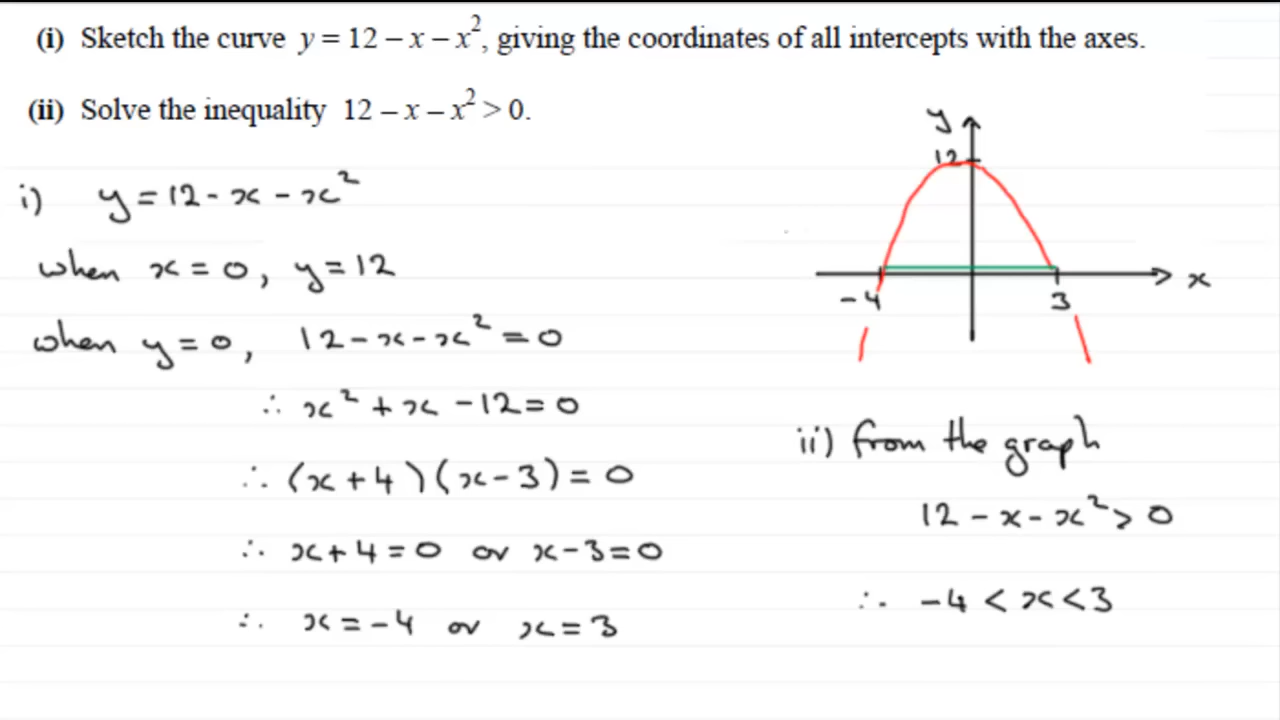 (i) Sketch the curve y = 12 – x – x², giving the coordinates of all intercepts with the axes.
(ii) Solve the inequality 12 – x – x² > 0.
i) y = 12 - x - x²
when x = 0, y = 12
when y = 0, 12 - x - x² = 0
∴ x² + x - 12 = 0
∴ (x + 4)(x - 3) = 0
∴ x + 4 = 0 or x - 3 = 0
∴ x = -4 or x = 3
y
12
x
-4
3
ii) from the graph
12 - x - x² > 0
∴ -4 < x < 3